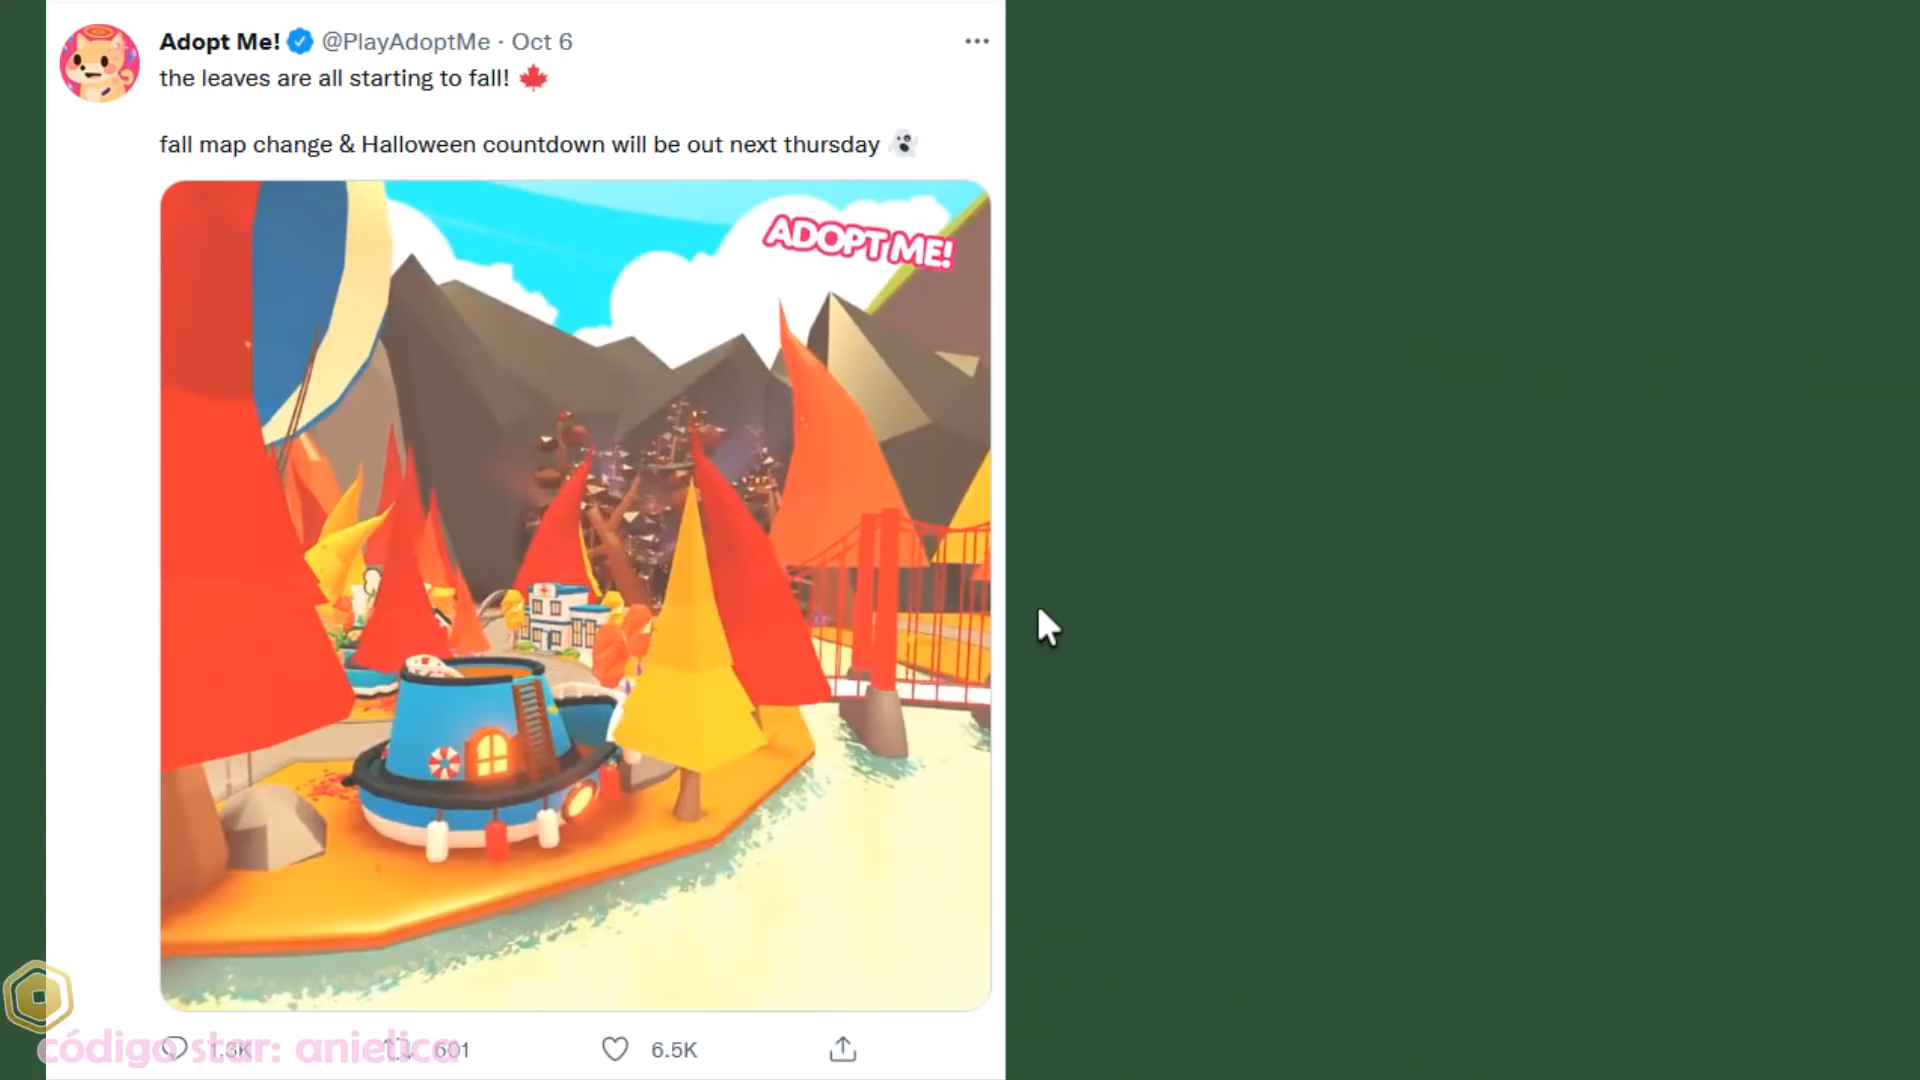 Adopt Me! @PlayAdoptMe · Oct 6
the leaves are all starting to fall! 🍁
fall map change & Halloween countdown will be out next thursday 👻
ADOPT ME!
1.3K 601 6.5K
código star: anielica